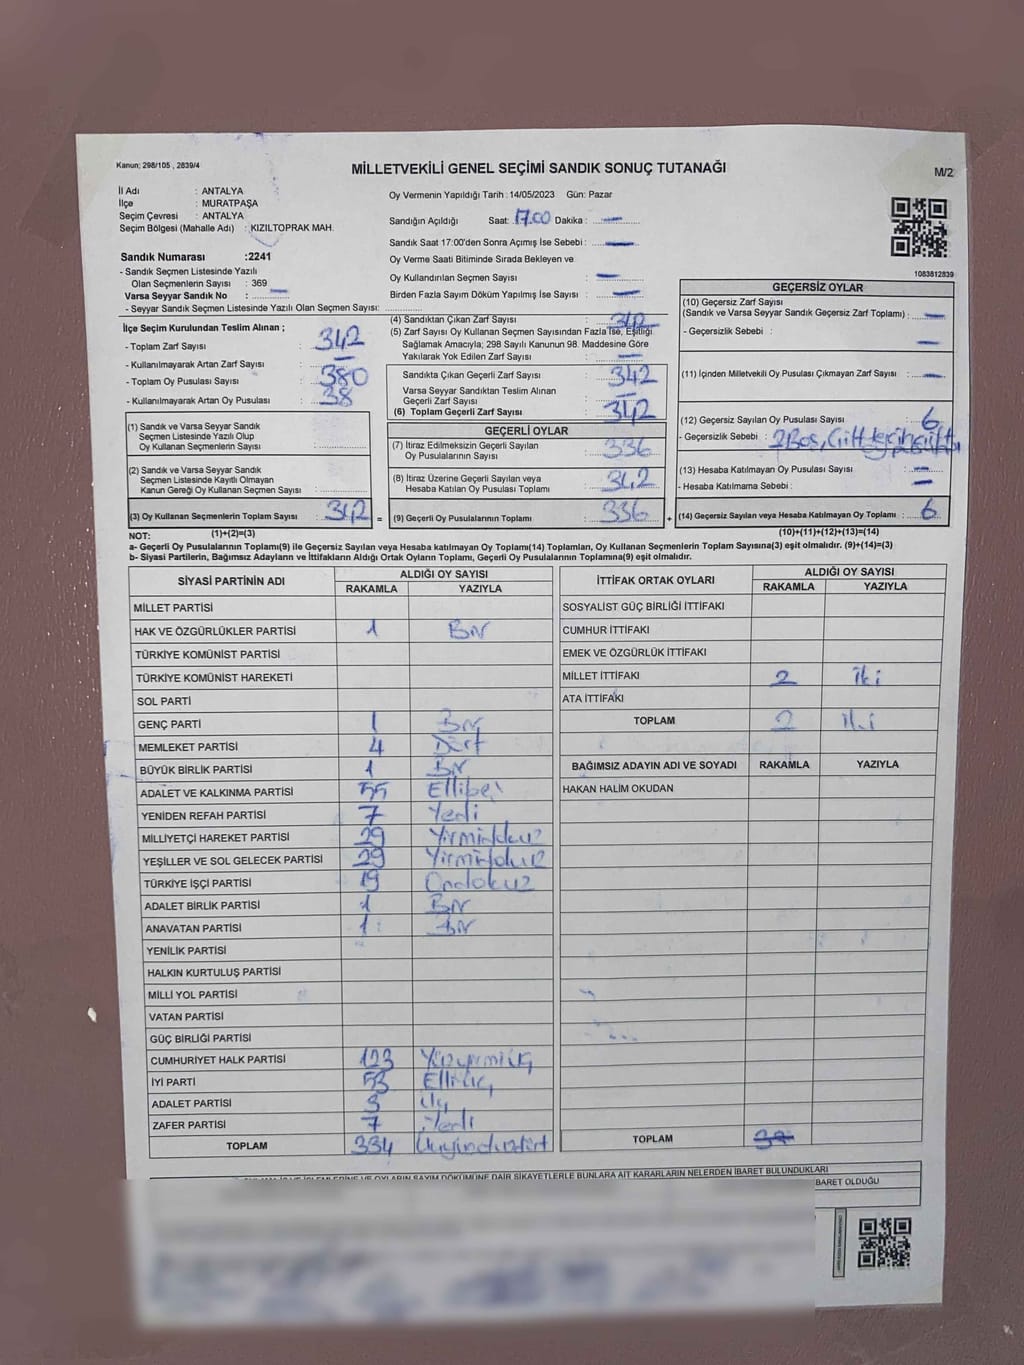 Kanun; 298/105 , 2839/4
MİLLETVEKİLİ GENEL SEÇİMİ SANDIK SONUÇ TUTANAĞI
M/2
İl Adı : ANTALYA
İlçe : MURATPAŞA
Seçim Çevresi : ANTALYA
Seçim Bölgesi (Mahalle Adı) : KIZILTOPRAK MAH.
Oy Vermenin Yapıldığı Tarih : 14/05/2023 Gün: Pazar
Sandığın Açıldığı Saat: 17.00 Dakika : —
Sandık Saat 17:00'den Sonra Açımış İse Sebebi : —
Oy Verme Saati Bitiminde Sırada Bekleyen ve
Oy Kullandırılan Seçmen Sayısı : —
Birden Fazla Sayım Döküm Yapılmış İse Sayısı : —
1083812839
Sandık Numarası :2241
- Sandık Seçmen Listesinde Yazılı
Olan Seçmenlerin Sayısı : 369
Varsa Seyyar Sandık No : —
- Seyyar Sandık Seçmen Listesinde Yazılı Olan Seçmen Sayısı:
İlçe Seçim Kurulundan Teslim Alınan ;
- Toplam Zarf Sayısı : 342
- Kullanılmayarak Artan Zarf Sayısı : —
- Toplam Oy Pusulası Sayısı : 380
- Kullanılmayarak Artan Oy Pusulası : 38
(1) Sandık ve Varsa Seyyar Sandık
Seçmen Listesinde Yazılı Olup
Oy Kullanan Seçmenlerin Sayısı :
(2) Sandık ve Varsa Seyyar Sandık
Seçmen Listesinde Kayıtlı Olmayan
Kanun Gereği Oy Kullanan Seçmen Sayısı :
(3) Oy Kullanan Seçmenlerin Toplam Sayısı : 342 =
(4) Sandıktan Çıkan Zarf Sayısı : 342
(5) Zarf Sayısı Oy Kullanan Seçmen Sayısından Fazla İse, Eşitliği
Sağlamak Amacıyla; 298 Sayılı Kanunun 98. Maddesine Göre
Yakılarak Yok Edilen Zarf Sayısı : —
Sandıkta Çıkan Geçerli Zarf Sayısı : 342
Varsa Seyyar Sandıktan Teslim Alınan
Geçerli Zarf Sayısı : —
(6) Toplam Geçerli Zarf Sayısı : 342
GEÇERLİ OYLAR
(7) İtiraz Edilmeksizin Geçerli Sayılan
Oy Pusulalarının Sayısı : 336
(8) İtiraz Üzerine Geçerli Sayılan veya
Hesaba Katılan Oy Pusulası Toplamı : 342
(9) Geçerli Oy Pusulalarının Toplamı : 336 +
GEÇERSİZ OYLAR
(10) Geçersiz Zarf Sayısı
(Sandık ve Varsa Seyyar Sandık Geçersiz Zarf Toplamı) : —
- Geçersizlik Sebebi : —
(11) İçinden Milletvekili Oy Pusulası Çıkmayan Zarf Sayısı : —
(12) Geçersiz Sayılan Oy Pusulası Sayısı : 6
- Geçersizlik Sebebi : 2 Boş, Çift tercih
(13) Hesaba Katılmayan Oy Pusulası Sayısı : —
- Hesaba Katılmama Sebebi : —
(14) Geçersiz Sayılan veya Hesaba Katılmayan Oy Toplamı : 6
NOT: (1)+(2)=(3) (10)+(11)+(12)+(13)=(14)
a- Geçerli Oy Pusulalarının Toplamı(9) ile Geçersiz Sayılan veya Hesaba katılmayan Oy Toplamı(14) Toplamları, Oy Kullanan Seçmenlerin Toplam Sayısına(3) eşit olmalıdır. (9)+(14)=(3)
b- Siyasi Partilerin, Bağımsız Adayların ve İttifakların Aldığı Oyların Toplamı, Geçerli Oy Pusulalarının Toplamına(9) eşit olmalıdır.
SİYASİ PARTİNİN ADI ALDIĞI OY SAYISI
RAKAMLA YAZIYLA
MİLLET PARTİSİ
HAK VE ÖZGÜRLÜKLER PARTİSİ 1 Bir
TÜRKİYE KOMÜNİST PARTİSİ
TÜRKİYE KOMÜNİST HAREKETİ
SOL PARTİ
GENÇ PARTİ 1 Bir
MEMLEKET PARTİSİ 4 Dört
BÜYÜK BİRLİK PARTİSİ 1 Bir
ADALET VE KALKINMA PARTİSİ 55 Ellibeş
YENİDEN REFAH PARTİSİ 7 Yedi
MİLLİYETÇİ HAREKET PARTİSİ 29 Yirmidokuz
YEŞİLLER VE SOL GELECEK PARTİSİ 29 Yirmidokuz
TÜRKİYE İŞÇİ PARTİSİ 19 Ondokuz
ADALET BİRLİK PARTİSİ 1 Bir
ANAVATAN PARTİSİ 1 Bir
YENİLİK PARTİSİ
HALKIN KURTULUŞ PARTİSİ
MİLLİ YOL PARTİSİ
VATAN PARTİSİ
GÜÇ BİRLİĞİ PARTİSİ
CUMHURİYET HALK PARTİSİ 123 Yüzyirmiüç
İYİ PARTİ 53 Elliüç
ADALET PARTİSİ 3 Üç
ZAFER PARTİSİ 7 Yedi
TOPLAM 334 Üçyüzotuzdört
İTTİFAK ORTAK OYLARI ALDIĞI OY SAYISI
RAKAMLA YAZIYLA
SOSYALİST GÜÇ BİRLİĞİ İTTİFAKI
CUMHUR İTTİFAKI
EMEK VE ÖZGÜRLÜK İTTİFAKI
MİLLET İTTİFAKI 2 İki
ATA İTTİFAKI
TOPLAM 2 İki
BAĞIMSIZ ADAYIN ADI VE SOYADI RAKAMLA YAZIYLA
HAKAN HALİM OKUDAN
TOPLAM
DÖKÜMÜNE DAİR ŞİKAYETLERLE BUNLARA AİT KARARLARIN NELERDEN İBARET BULUNDUKLARI
BARET OLDUĞU